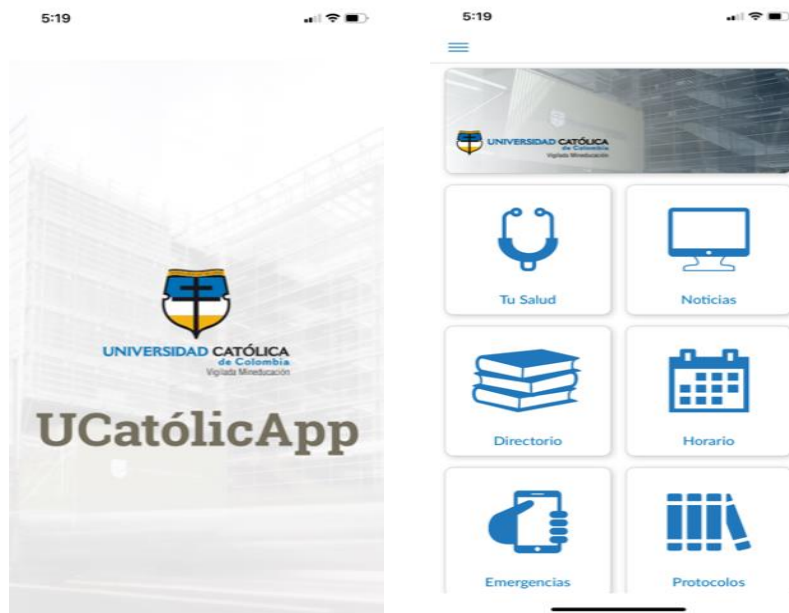 5:19
UNIVERSIDAD CATÓLICA
de Colombia
Vigilada Mineducación
UCatólicApp
5:19
UNIVERSIDAD CATÓLICA
de Colombia
Vigilada Mineducación
Tu Salud
Noticias
Directorio
Horario
Emergencias
Protocolos